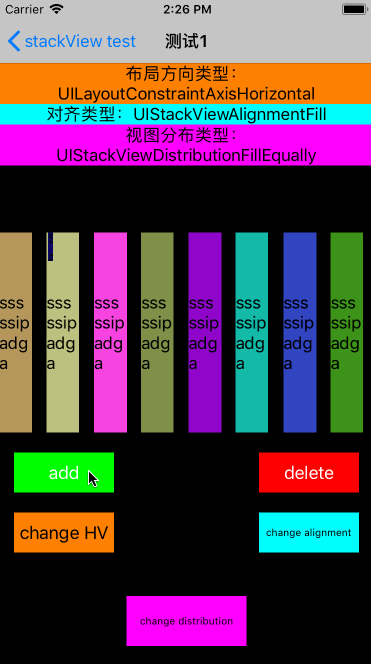 Carrier 2:26 PM
stackView test 测试1
布局方向类型：
UILayoutConstraintAxisHorizontal
对齐类型：UIStackViewAlignmentFill
视图分布类型：
UIStackViewDistributionFillEqually
sss sss sss sss sss sss sss sss
ssip ssip ssip ssip ssip ssip ssip ssip
adg adg adg adg adg adg adg adg
a a a a a a a a
add delete
change HV change alignment
change distribution